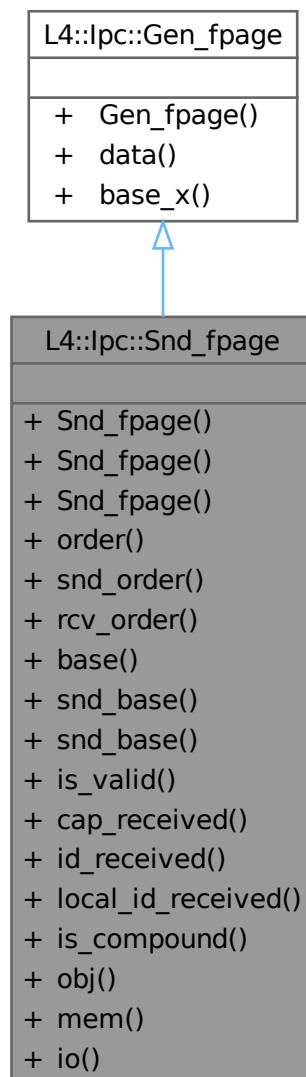 L4::Ipc::Gen_fpage
+ Gen_fpage()
+ data()
+ base_x()
L4::Ipc::Snd_fpage
+ Snd_fpage()
+ Snd_fpage()
+ Snd_fpage()
+ order()
+ snd_order()
+ rcv_order()
+ base()
+ snd_base()
+ snd_base()
+ is_valid()
+ cap_received()
+ id_received()
+ local_id_received()
+ is_compound()
+ obj()
+ mem()
+ io()